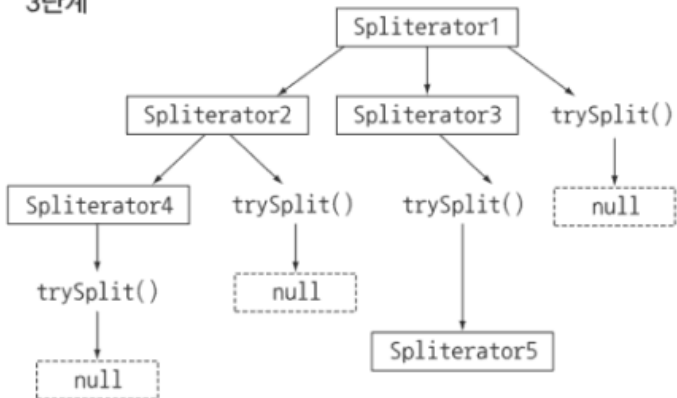 3단계
Spliterator1
Spliterator2
Spliterator3
trySplit()
Spliterator4
trySplit()
trySplit()
null
trySplit()
null
Spliterator5
null